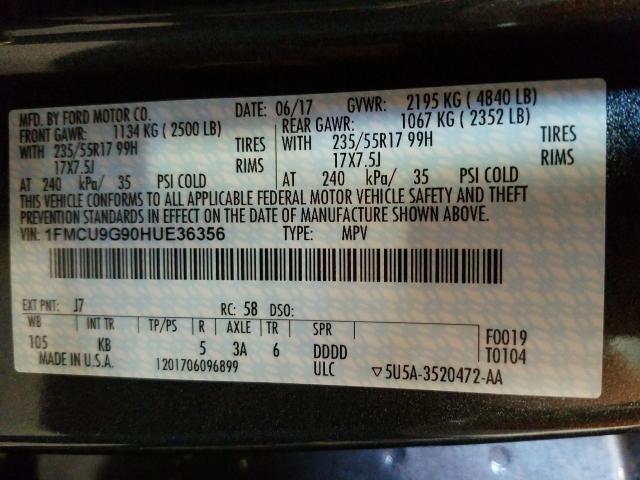 MFD. BY FORD MOTOR CO. DATE: 06/17 GVWR: 2195 KG ( 4840 LB)
FRONT GAWR: 1134 KG ( 2500 LB) REAR GAWR: 1067 KG ( 2352 LB)
WITH 235/55R17 99H TIRES WITH 235/55R17 99H TIRES
17X7.5J RIMS 17X7.5J RIMS
AT 240 kPa/ 35 PSI COLD AT 240 kPa/ 35 PSI COLD
THIS VEHICLE CONFORMS TO ALL APPLICABLE FEDERAL MOTOR VEHICLE SAFETY AND THEFT
PREVENTION STANDARDS IN EFFECT ON THE DATE OF MANUFACTURE SHOWN ABOVE.
VIN: 1FMCU9G90HUE36356 TYPE: MPV
EXT PNT: J7 RC: 58 DSO:
WB INT TR TP/PS R AXLE TR SPR F0019
105 KB 5 3A 6 DDDD T0104
MADE IN U.S.A. 1201706096899 ULC ▽5U5A-3520472-AA